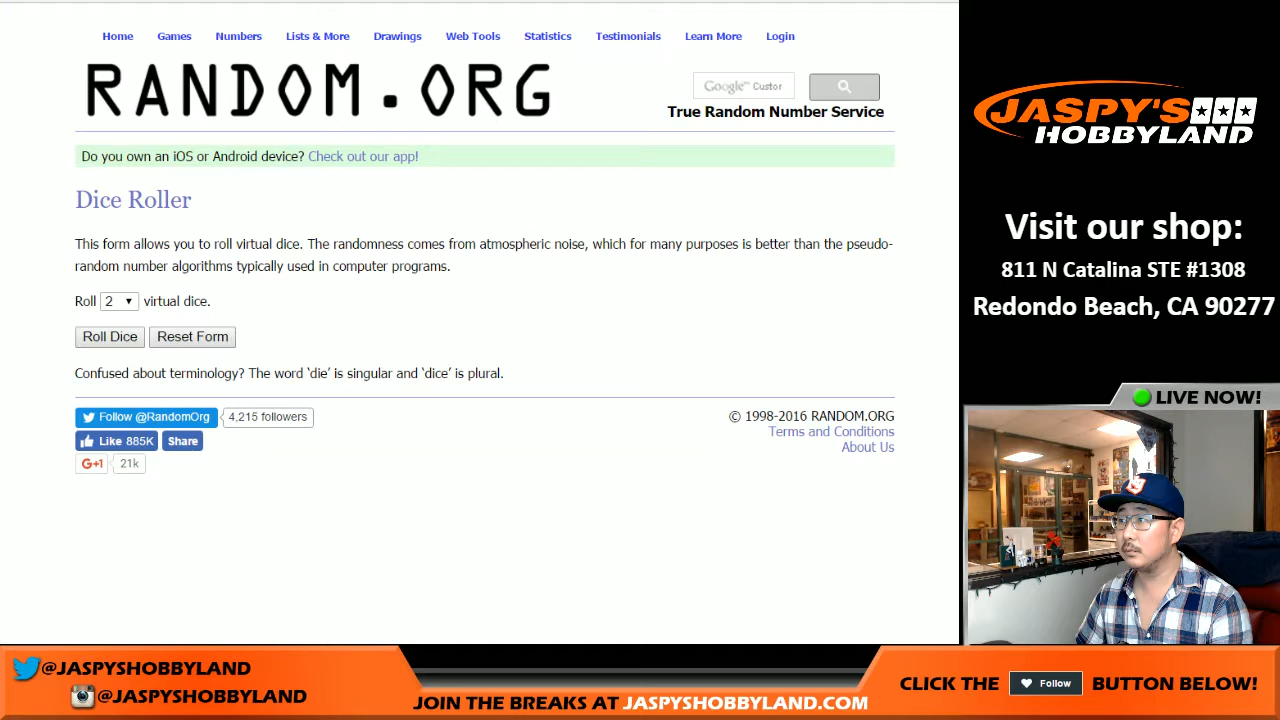 Home Games Numbers Lists & More Drawings Web Tools Statistics Testimonials Learn More Login
RANDOM.ORG
Google™ Custor
True Random Number Service
Do you own an iOS or Android device? Check out our app!
Dice Roller
This form allows you to roll virtual dice. The randomness comes from atmospheric noise, which for many purposes is better than the pseudo-
random number algorithms typically used in computer programs.
Roll 2 virtual dice.
Roll Dice Reset Form
Confused about terminology? The word ‘die’ is singular and ‘dice’ is plural.
Follow @RandomOrg 4,215 followers
Like 885K Share
G+1 21k
© 1998-2016 RANDOM.ORG
Terms and Conditions
About Us
JASPY'S
HOBBYLAND
Visit our shop:
811 N Catalina STE #1308
Redondo Beach, CA 90277
LIVE NOW!
@JASPYSHOBBYLAND
@JASPYSHOBBYLAND
JOIN THE BREAKS AT JASPYSHOBBYLAND.COM
CLICK THE Follow BUTTON BELOW!